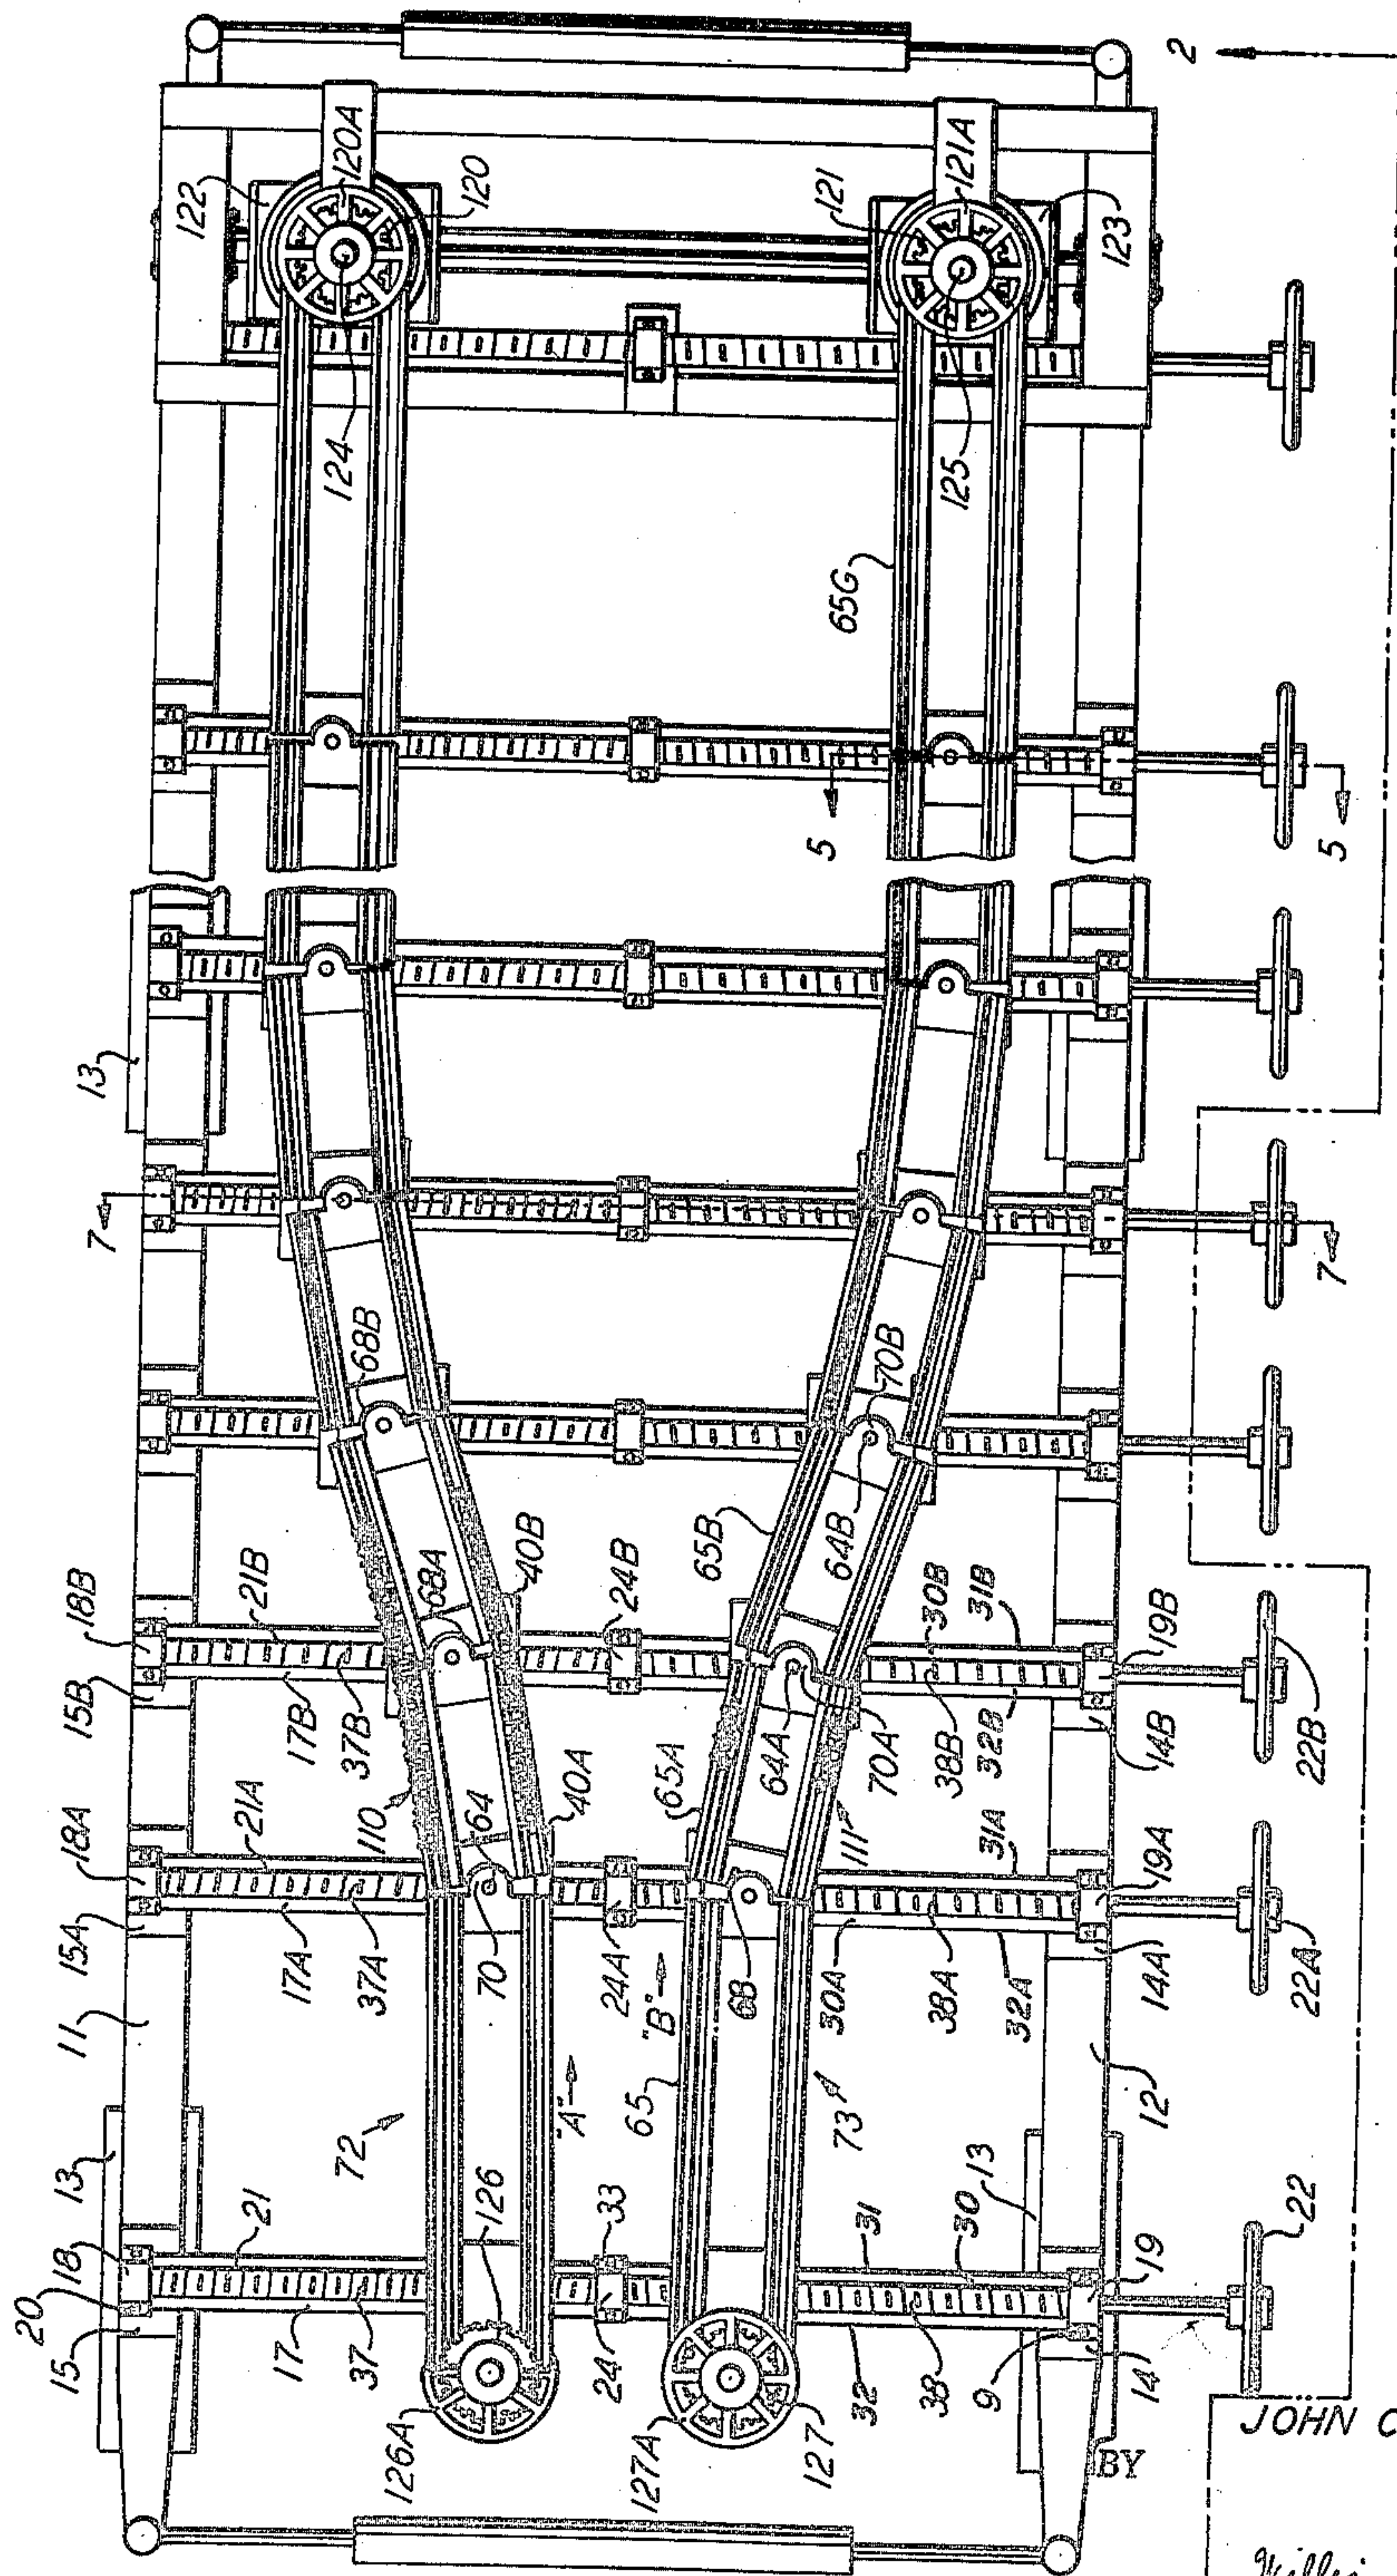 2
120A
122
120
121A
121
123
124
125
65G
5
5
13
7
7
68B
70B
64B
65B
68A
40B
24B
18B
21B
15B
17B
37B
30B
31B
19B
64A
70A
38B
32B
14B
22B
110
111
65A
40A
18A
21A
64
31A
19A
15A
17A
37A
70
24A
"B"
68
30A
38A
32A
14A
22A
11
"A"
65
72
73
12
13
126
33
31
30
13
22
20
18
21
15
17
37
24
32
38
9
19
14
126A
127A
127
JOHN C
BY
Willi